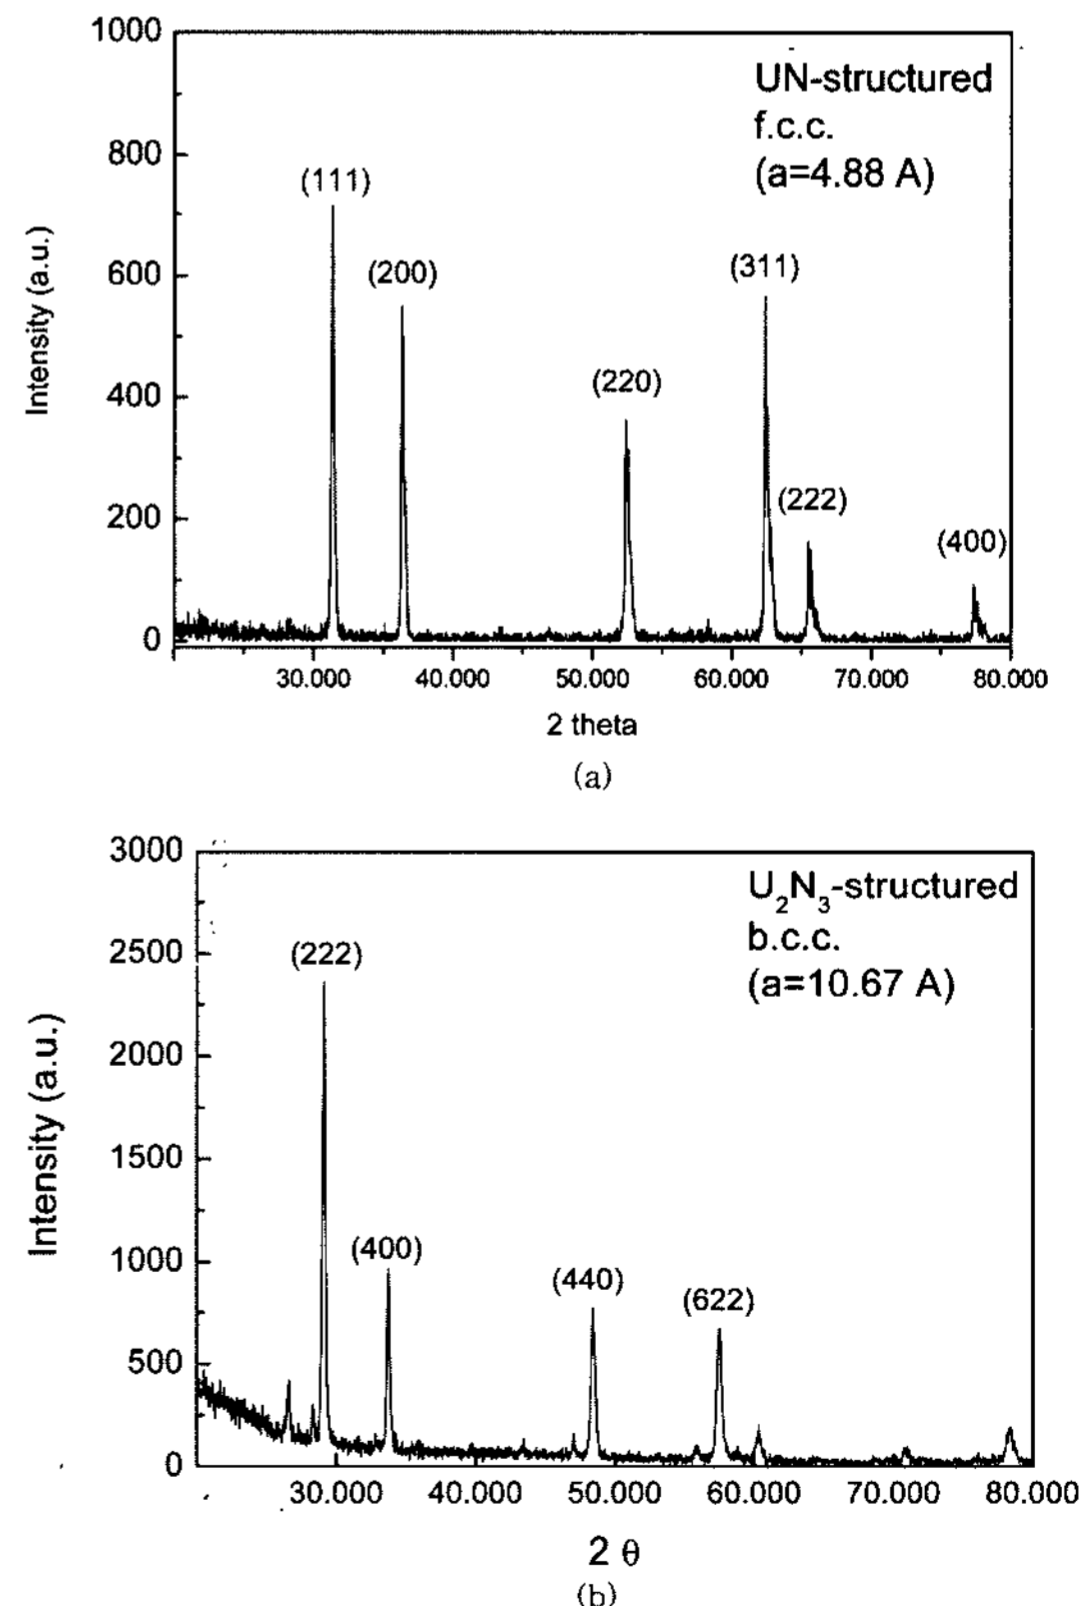 1000
800
600
400
200
0
Intensity (a.u.)
UN-structured
f.c.c.
(a=4.88 A)
(111)
(200)
(220)
(311)
(222)
(400)
30.000 40.000 50.000 60.000 70.000 80.000
2 theta
(a)
3000
2500
2000
1500
1000
500
0
Intensity (a.u.)
U₂N₃-structured
b.c.c.
(a=10.67 A)
(222)
(400)
(440)
(622)
30.000 40.000 50.000 60.000 70.000 80.000
2 θ
(b)